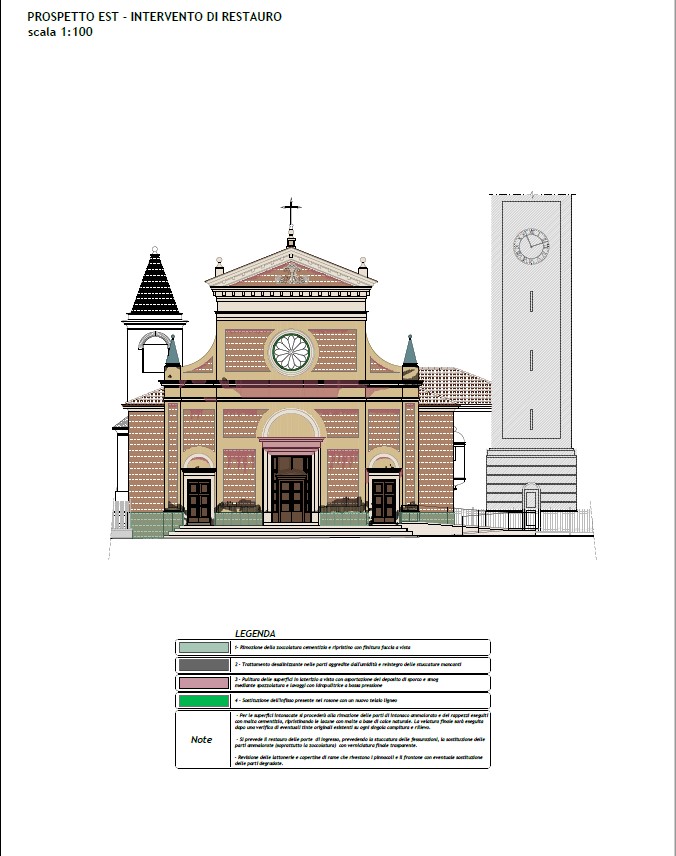 PROSPETTO EST - INTERVENTO DI RESTAURO
scala 1:100
LEGENDA
1- Rimozione della zoccolatura cementizia e ripristino con finitura faccia a vista
2 - Trattamento desalinizzante nelle parti aggredite dall'umidità e reintegro delle stuccature mancanti
3 - Pulitura delle superfici in laterizio a vista con asportazione del deposito di sporco e smog
mediante spazzolatura e lavaggi con idropulitrice a bassa pressione
4 - Sostituzione dell'infisso presente nel rosone con un nuovo telaio ligneo
Note
- Per le superfici intonacate si procederà alla rimozione delle parti di intonaco ammalorate e dei rappezzi eseguiti
con malta cementizia, ripristinando le lacune con malte a base di calce naturale. La velatura finale sarà eseguita
dopo una verifica di eventuali tinte originali esistenti su ogni singola campitura e rilievo.
- Si prevede il restauro delle porte di ingresso, prevedendo la stuccatura delle fessurazioni, la sostituzione delle
parti ammalorate (soprattutto la zoccolatura) con verniciatura finale trasparente.
- Revisione delle lattonerie e copertine di rame che rivestono i pinnacoli e il frontone con eventuale sostituzione
delle parti degradate.